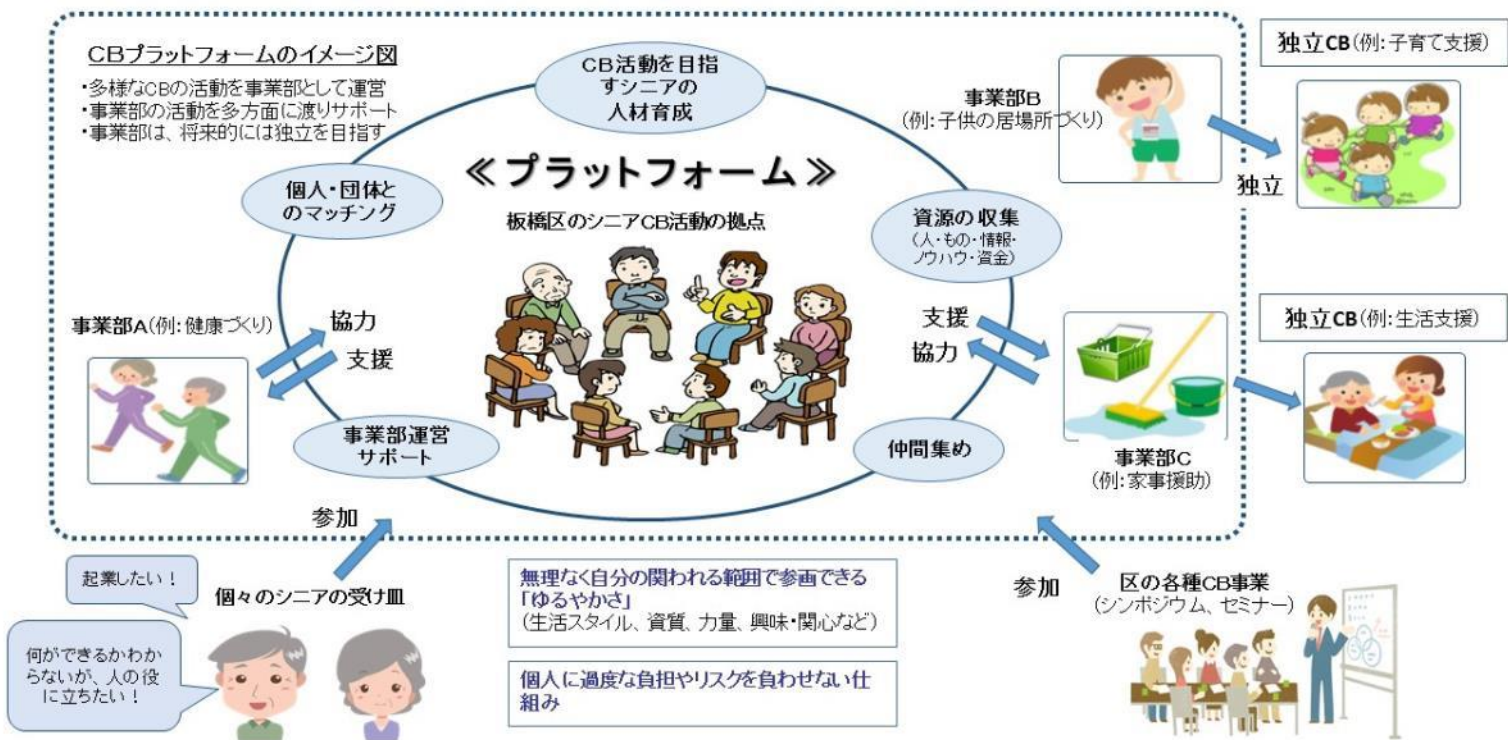 CBプラットフォームのイメージ図
・多様なCBの活動を事業部として運営
・事業部の活動を多方面に渡りサポート
・事業部は、将来的には独立を目指す
CB活動を目指
すシニアの
人材育成
≪プラットフォーム≫
板橋区のシニアCB活動の拠点
個人・団体と
のマッチング
資源の収集
(人・もの・情報・
ノウハウ・資金)
事業部運営
サポート
仲間集め
事業部A(例:健康づくり)
協力
支援
事業部B
(例:子供の居場所づくり)
独立
独立CB(例:子育て支援)
支援
協力
事業部C
(例:家事援助)
独立CB(例:生活支援)
参加
起業したい!
個々のシニアの受け皿
何ができるかわか
らないが、人の役
に立ちたい!
無理なく自分の関われる範囲で参画できる
「ゆるやかさ」
(生活スタイル、資質、力量、興味・関心など)
個人に過度な負担やリスクを負わせない仕
組み
参加
区の各種CB事業
(シンポジウム、セミナー)